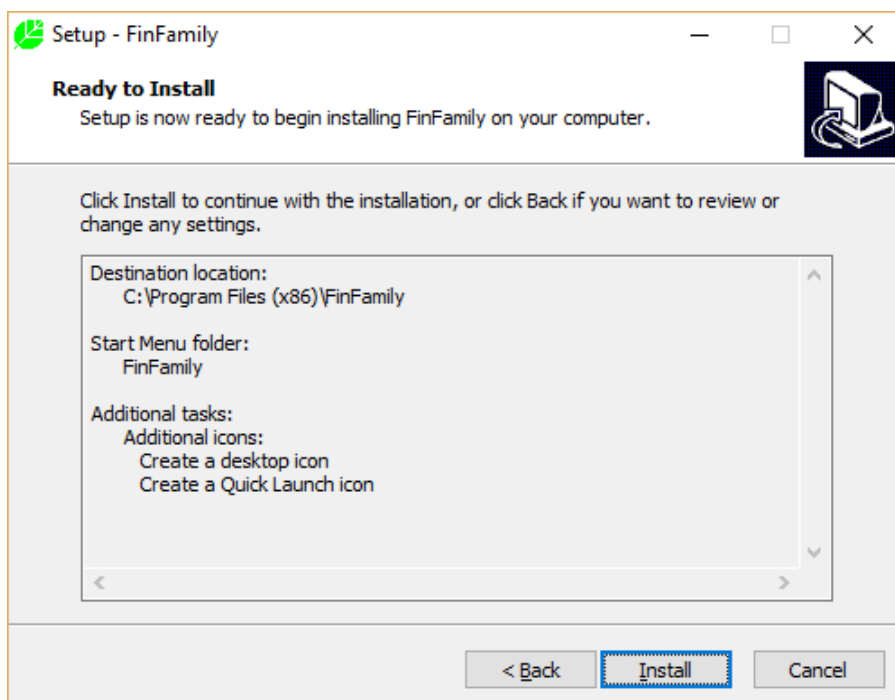 Setup - FinFamily
Ready to Install
Setup is now ready to begin installing FinFamily on your computer.
Click Install to continue with the installation, or click Back if you want to review or
change any settings.
Destination location:
C:\Program Files (x86)\FinFamily
Start Menu folder:
FinFamily
Additional tasks:
Additional icons:
Create a desktop icon
Create a Quick Launch icon
< Back
Install
Cancel